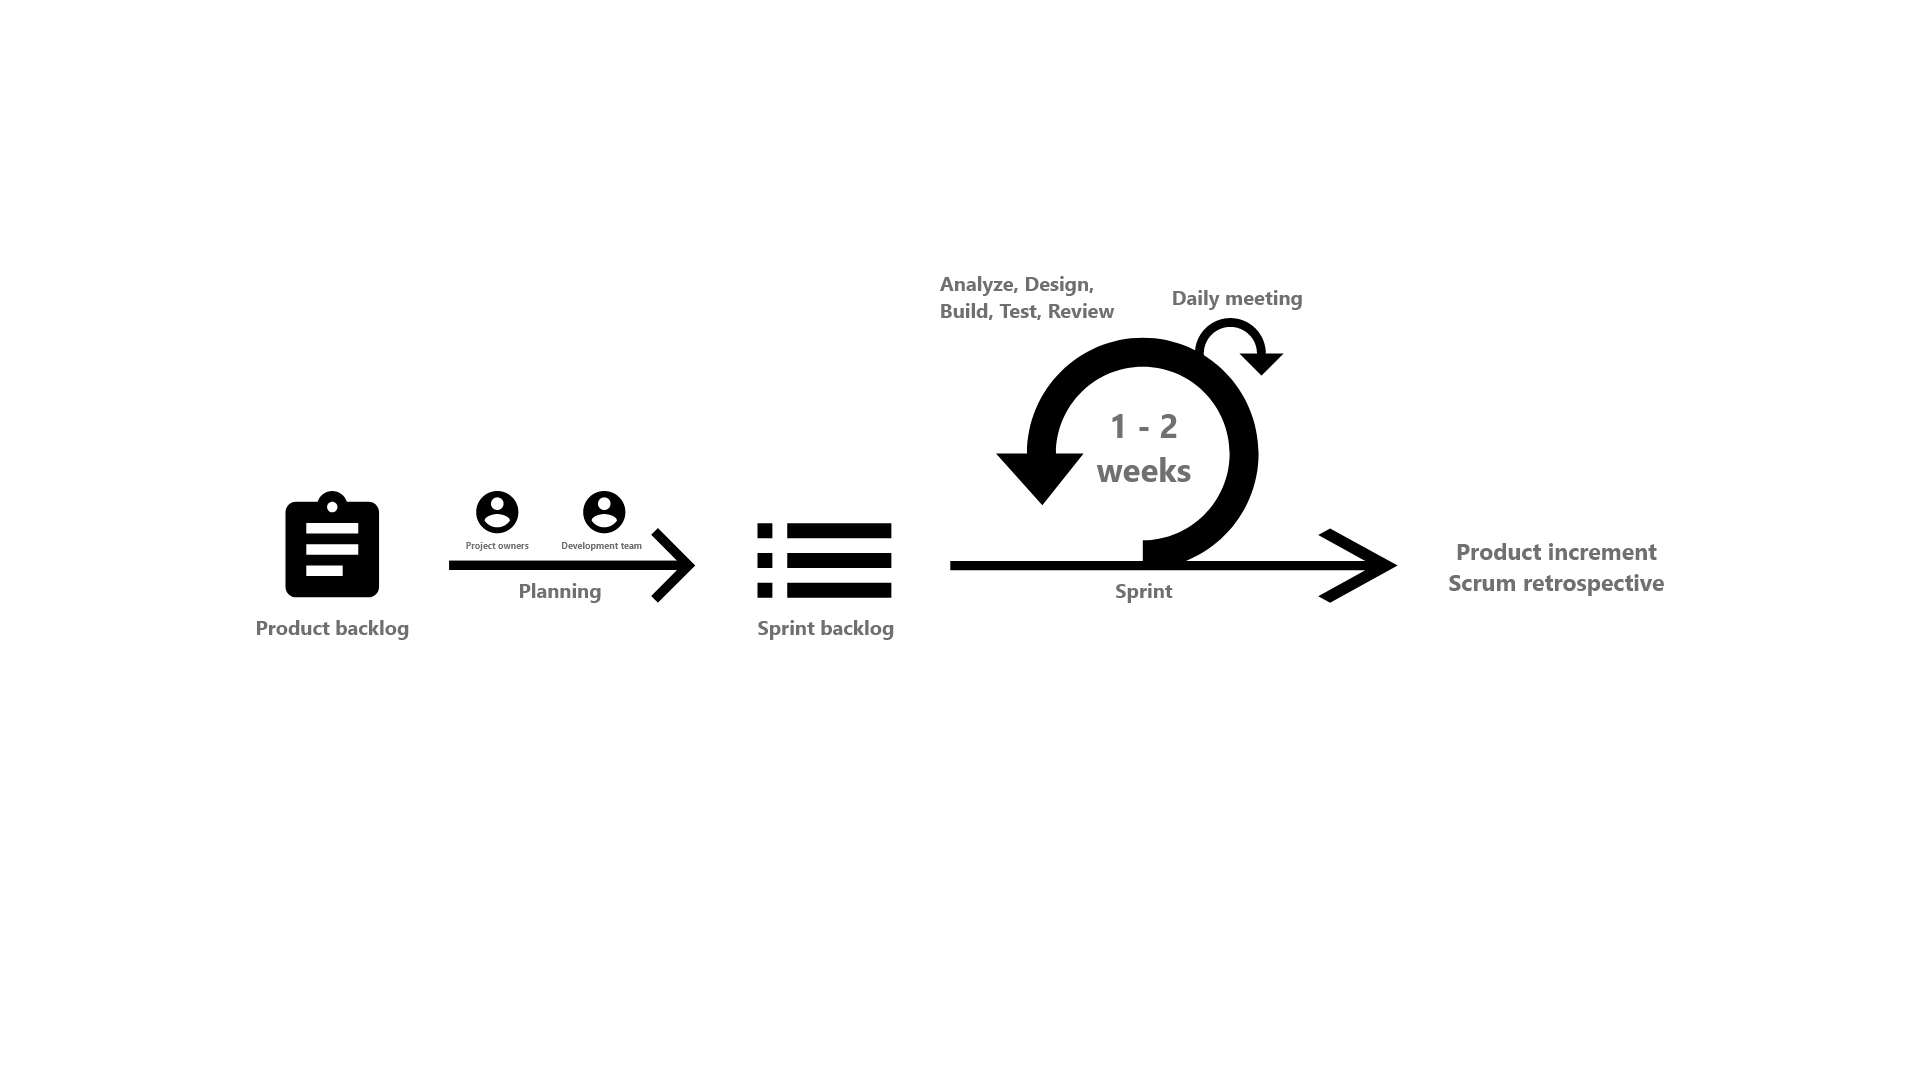 Analyze, Design,
Build, Test, Review
Daily meeting
1 - 2
weeks
Project owners
Development team
Planning
Product backlog
Sprint backlog
Sprint
Product increment
Scrum retrospective